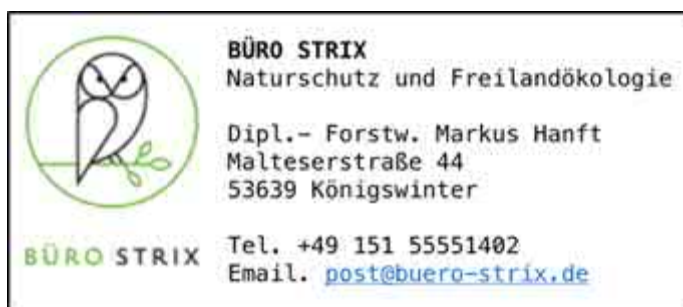 BÜRO STRIX
Naturschutz und Freilandökologie
Dipl.- Forstw. Markus Hanft
Malteserstraße 44
53639 Königswinter
Tel. +49 151 55551402
Email. post@buero-strix.de
BÜRO STRIX